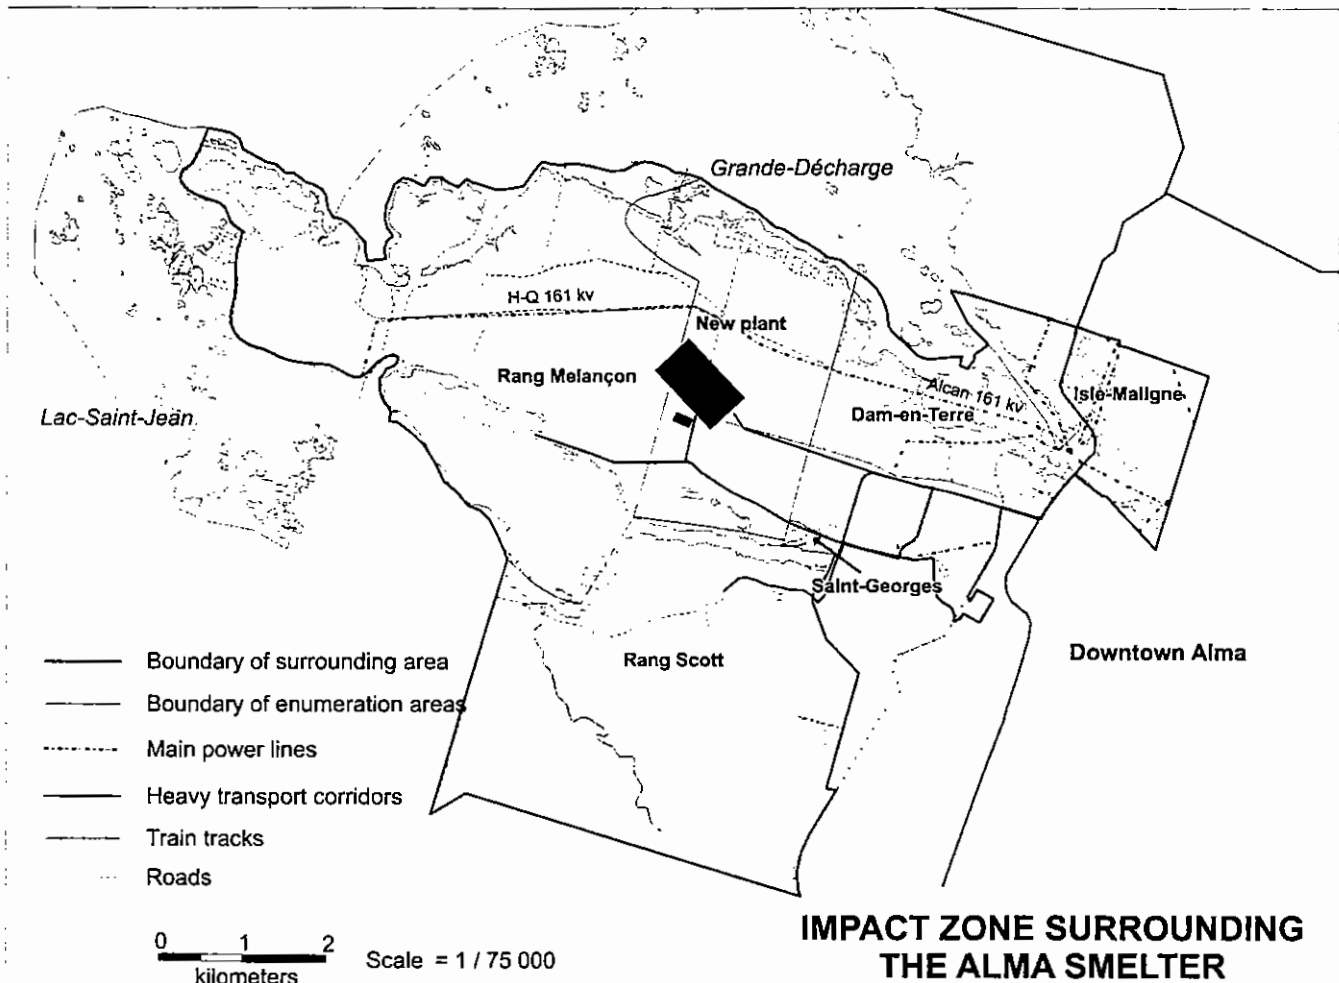 Grande-Décharge
H-Q 161 kv
New plant
Rang Melançon
Alcan 161 kv
Isle-Maligne
Dam-en-Terre
Lac-Saint-Jean
Saint-Georges
Rang Scott
Downtown Alma
Boundary of surrounding area
Boundary of enumeration areas
Main power lines
Heavy transport corridors
Train tracks
Roads
0 1 2
kilometers
Scale = 1 / 75 000
IMPACT ZONE SURROUNDING
THE ALMA SMELTER